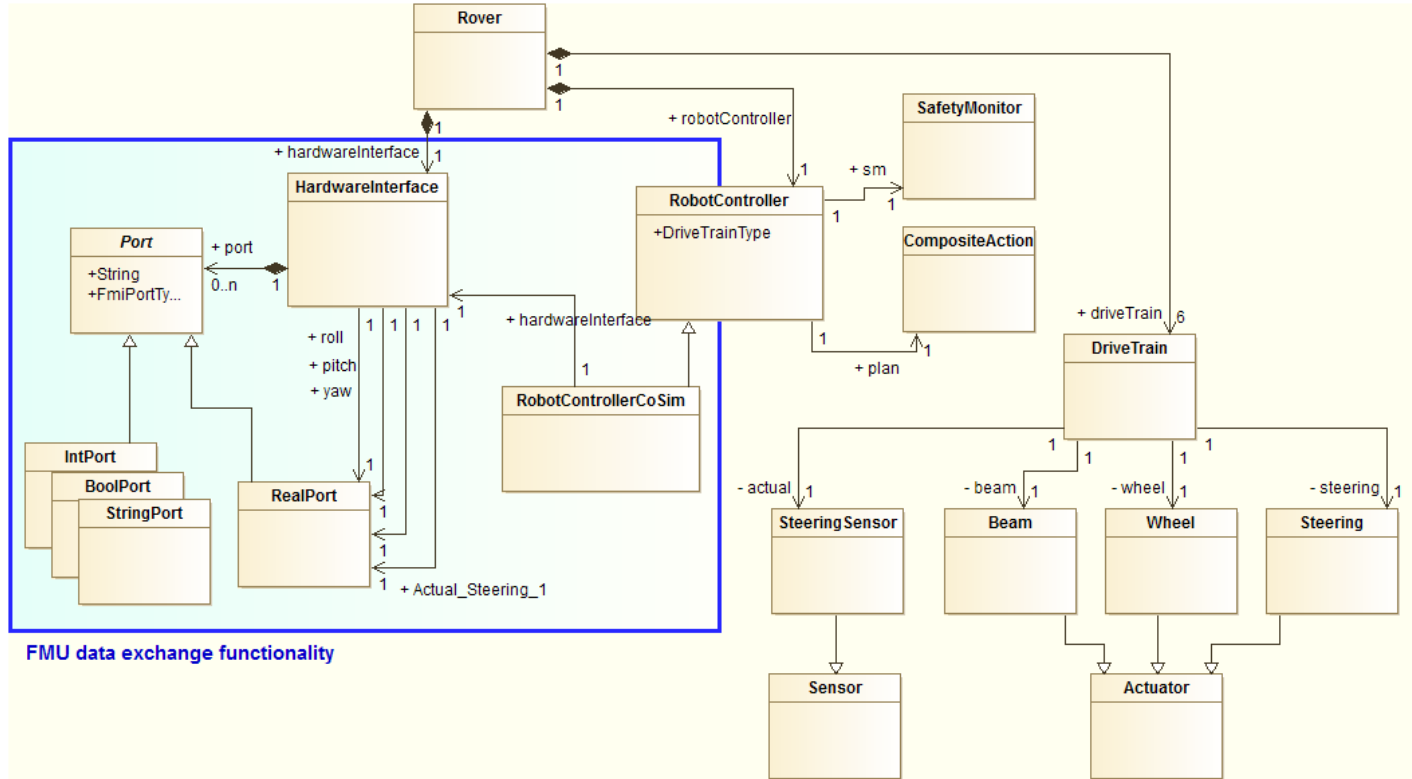 Rover
1
1
+ robotController
1
+ hardwareInterface
1
1
SafetyMonitor
+ sm
1
1
HardwareInterface
RobotController
+DriveTrainType
CompositeAction
Port
+String
+FmiPortTy...
+ port
0..n
1
1
+ hardwareInterface
1
1
1
1
1
+ roll
+ pitch
+ yaw
1
+ plan
1
+ driveTrain
6
DriveTrain
RobotControllerCoSim
1
IntPort
BoolPort
StringPort
RealPort
1
1
1
1
+ Actual_Steering_1
1
1
1
1
- actual
1
- beam
1
- wheel
1
- steering
1
SteeringSensor
Beam
Wheel
Steering
FMU data exchange functionality
Sensor
Actuator